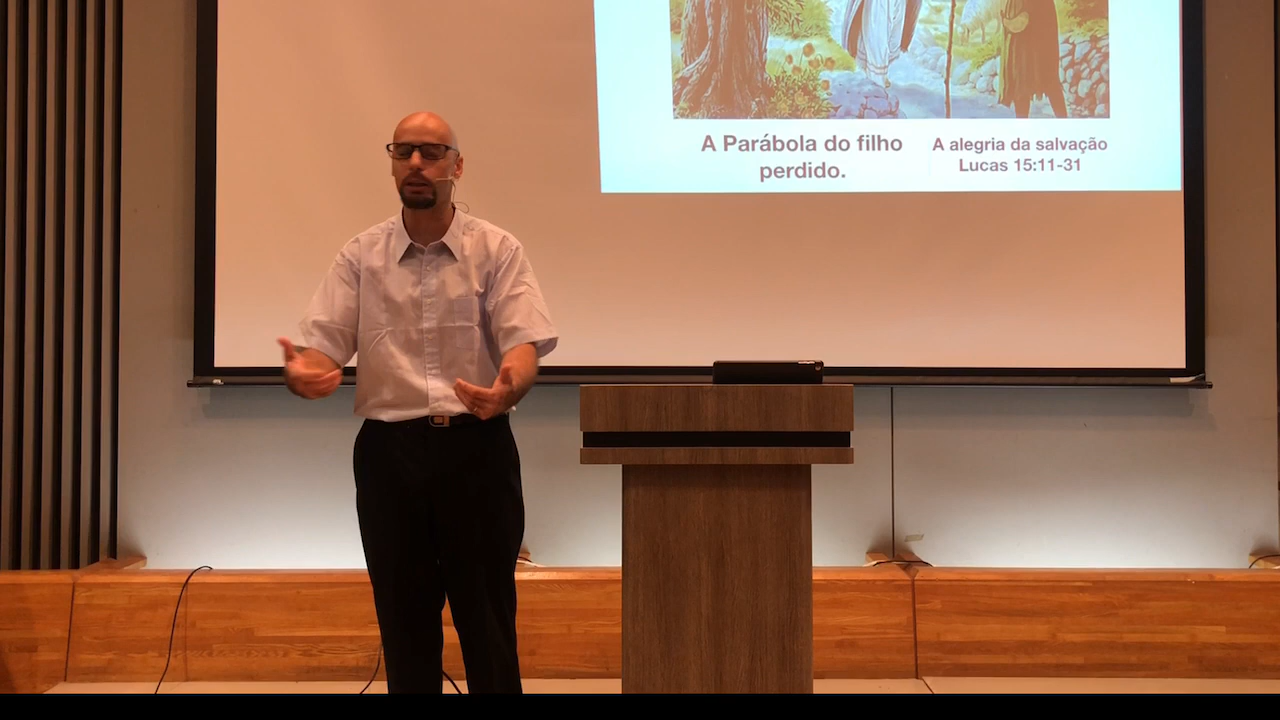 A Parábola do filho
perdido.
A alegria da salvação
Lucas 15:11-31